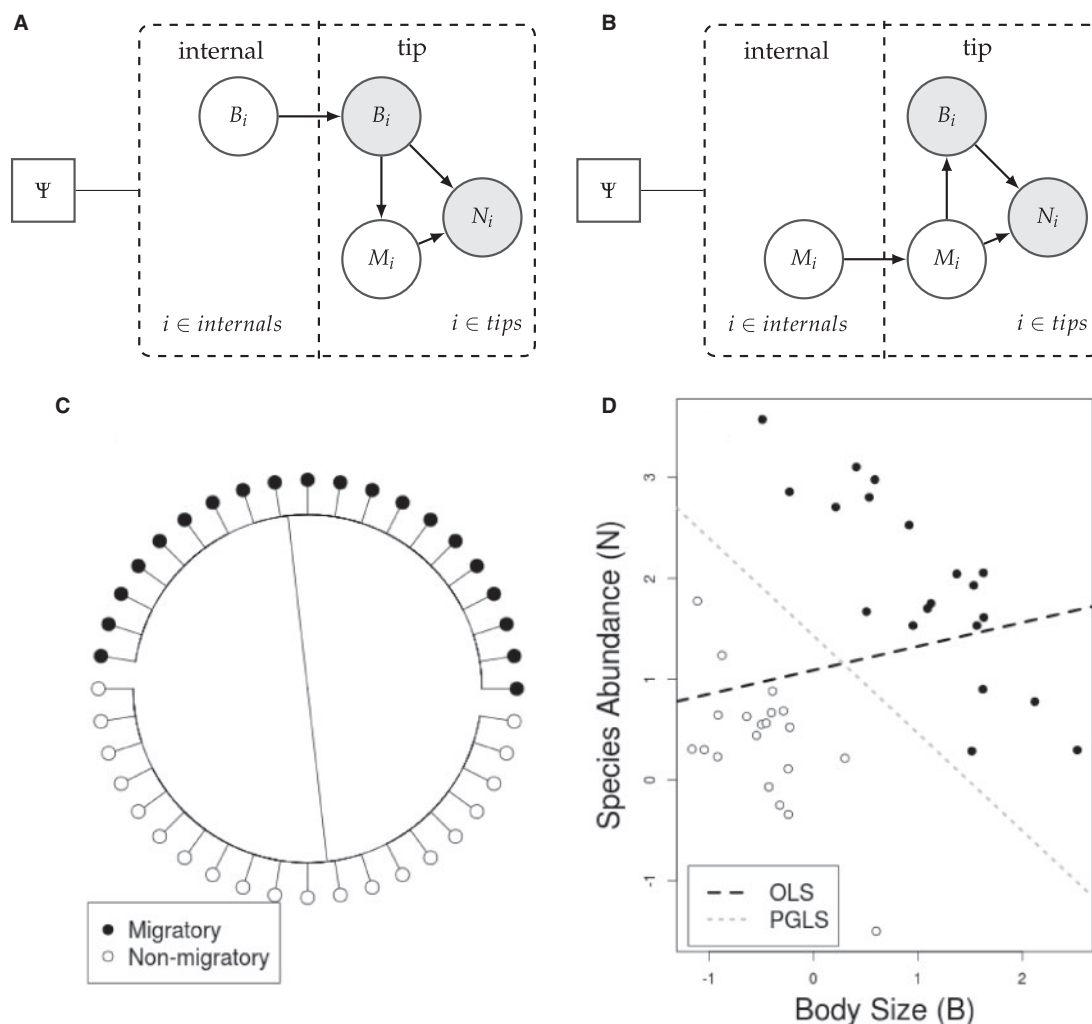 A
internal
tip
B_i
B_i
Ψ
N_i
M_i
i ∈ internals
i ∈ tips
B
internal
tip
B_i
Ψ
N_i
M_i
M_i
i ∈ internals
i ∈ tips
C
Migratory
Non-migratory
D
Species Abundance (N)
3
2
1
0
-1
OLS
PGLS
-1
0
1
2
Body Size (B)